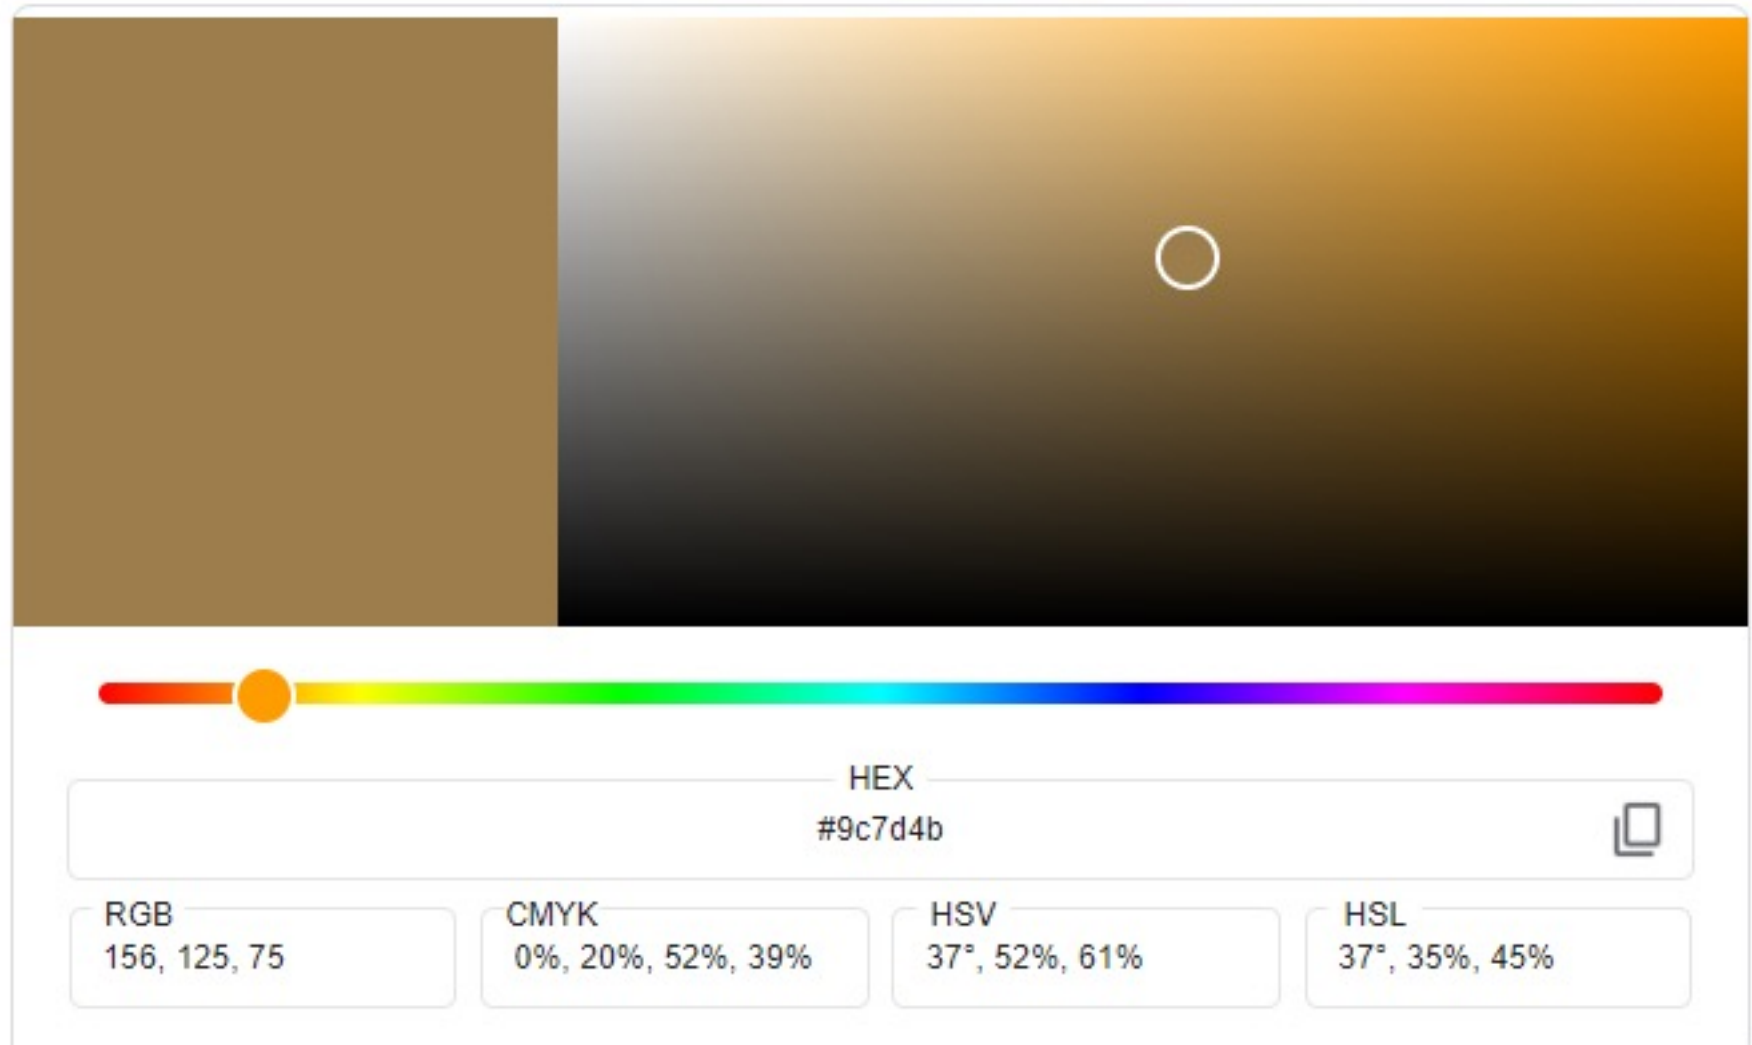 HEX
#9c7d4b
RGB
156, 125, 75
CMYK
0%, 20%, 52%, 39%
HSV
37°, 52%, 61%
HSL
37°, 35%, 45%